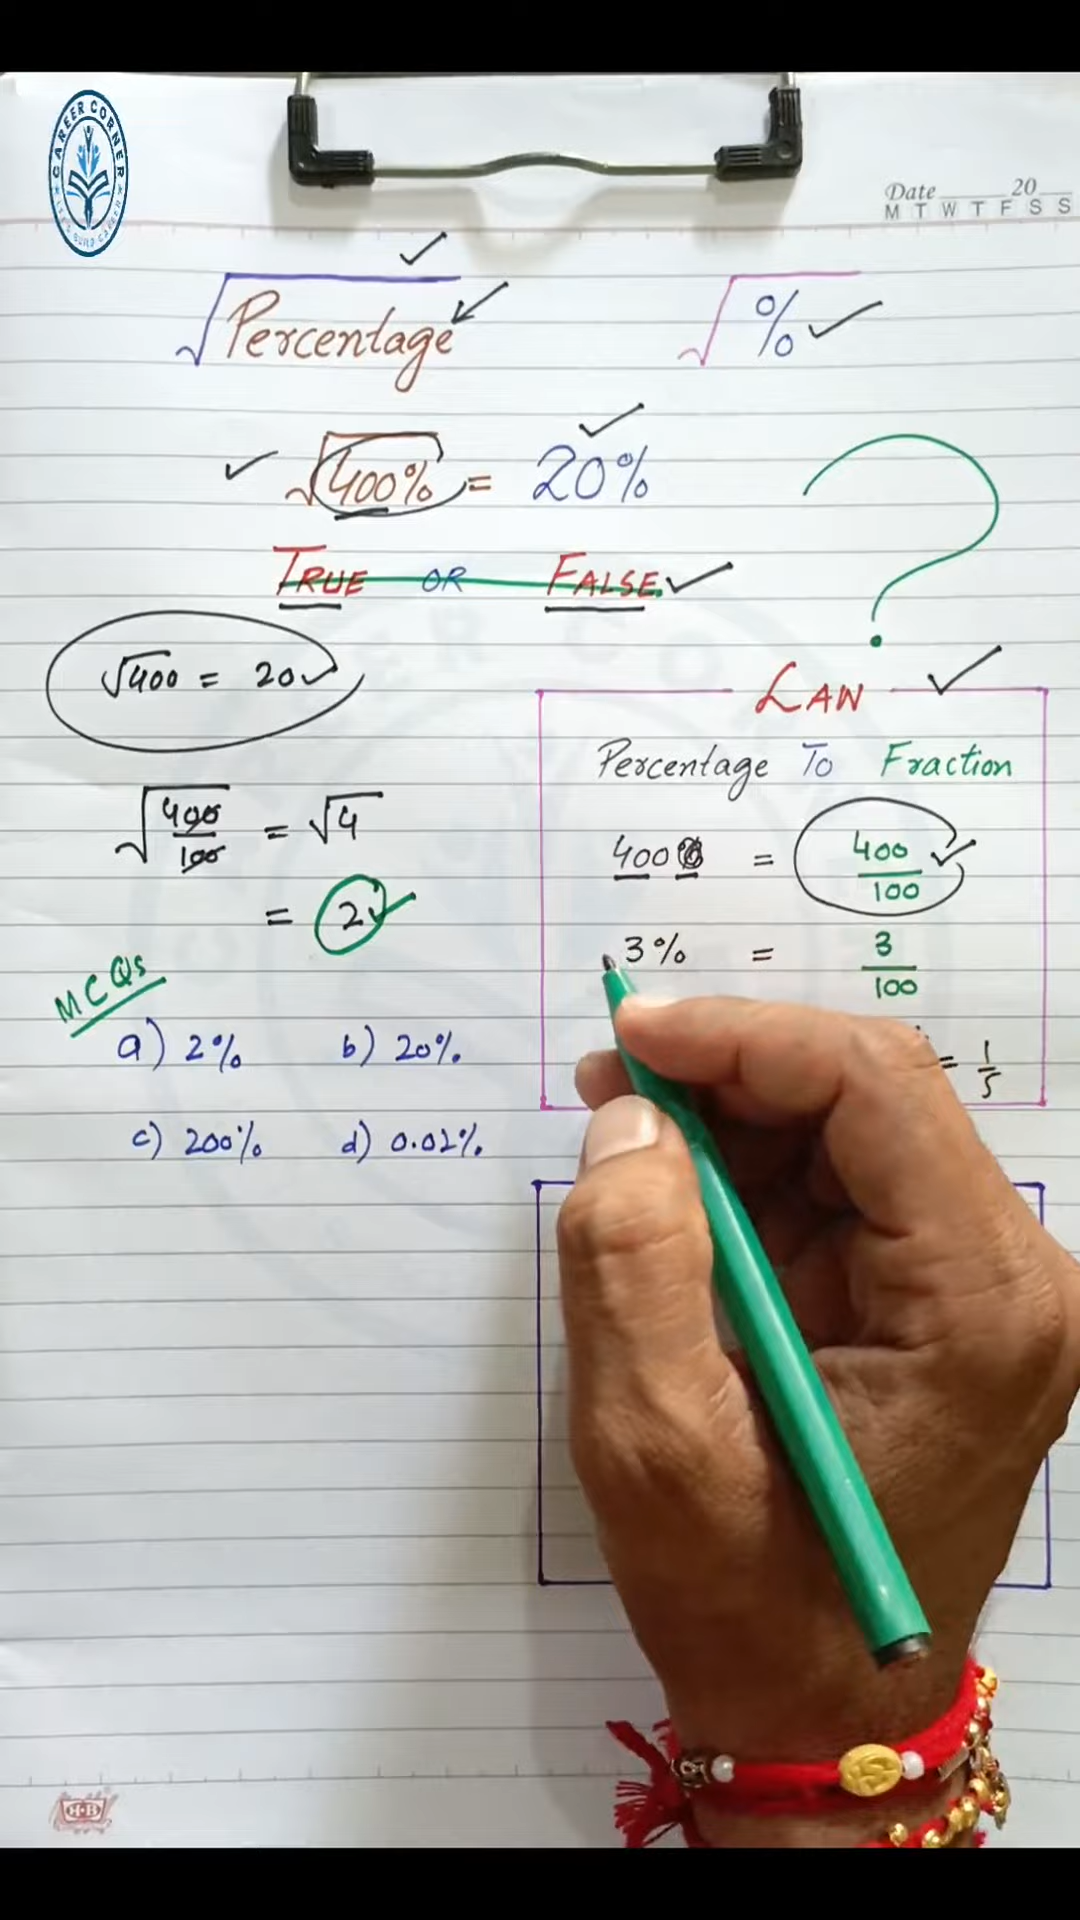 CAREER CORNER
Date 20
M T W T F S S
√Percentage
√%
√400% = 20%
TRUE OR FALSE.
?
√400 = 20
LAW
Percentage To Fraction
√400/100 = √4
= 2
400% = 400/100
3% = 3/100
= 1/5
MCQs
a) 2% b) 20%.
c) 200% d) 0.02%.
H-B